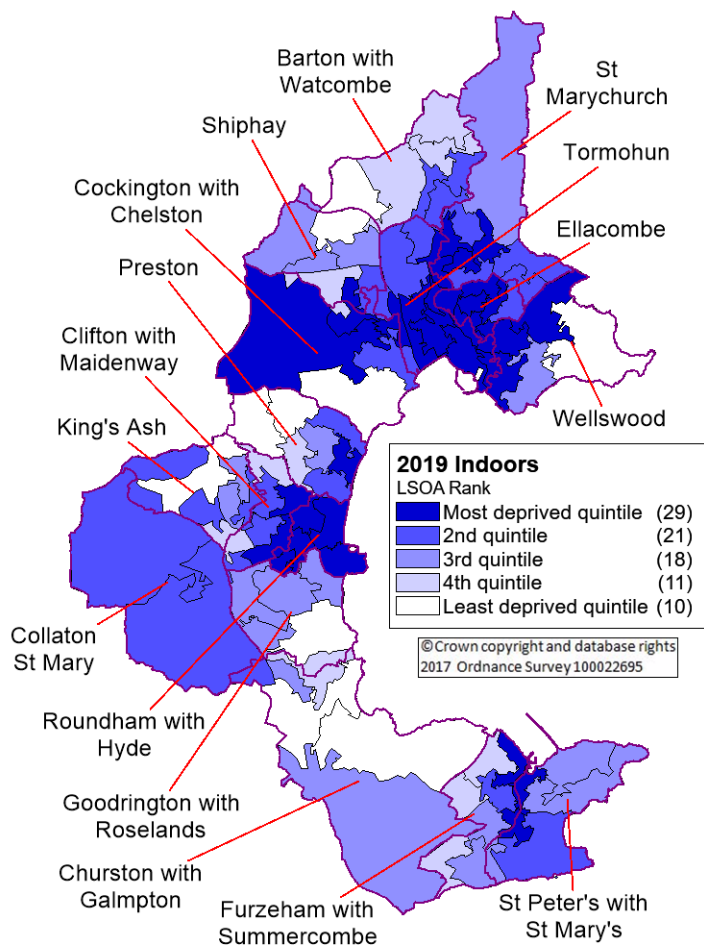 Barton with
Watcombe
St
Marychurch
Shiphay
Tormohun
Cockington with
Chelston
Ellacombe
Preston
Clifton with
Maidenway
Wellswood
King's Ash
2019 Indoors
LSOA Rank
Most deprived quintile (29)
2nd quintile (21)
3rd quintile (18)
4th quintile (11)
Least deprived quintile (10)
©Crown copyright and database rights
2017 Ordnance Survey 100022695
Collaton
St Mary
Roundham with
Hyde
Goodrington with
Roselands
Churston with
Galmpton
Furzeham with
Summercombe
St Peter's with
St Mary's